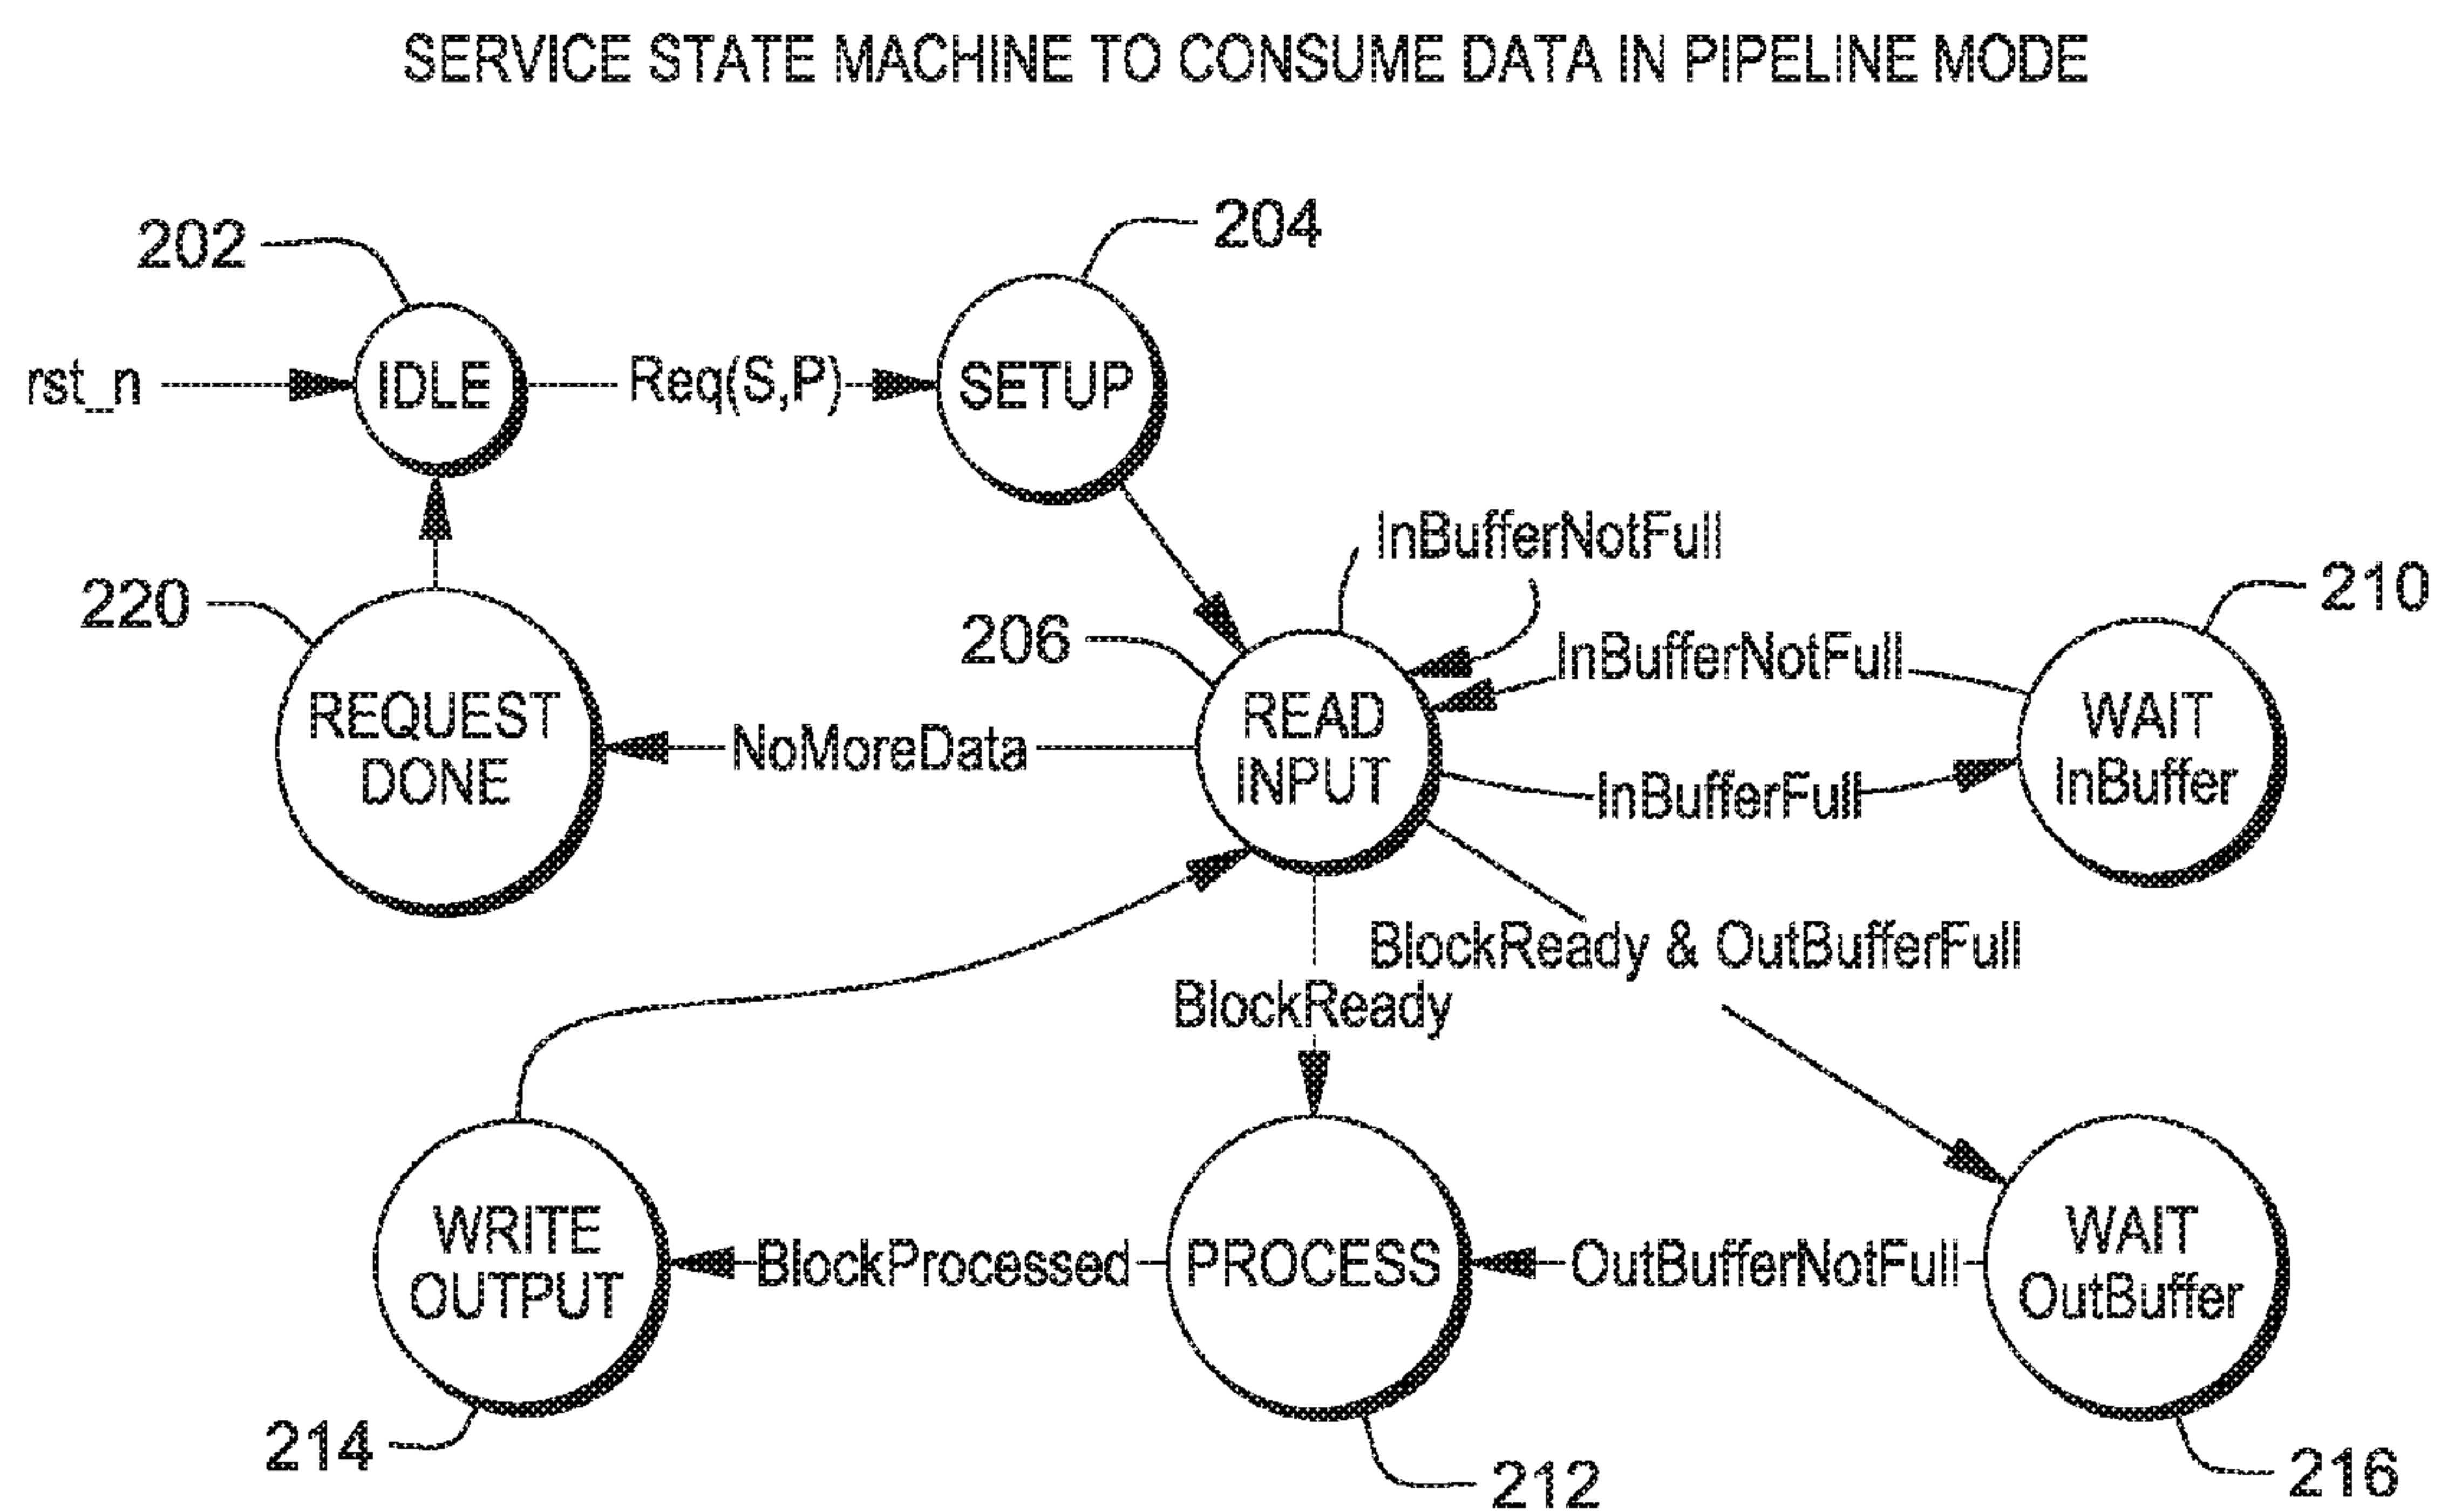 SERVICE STATE MACHINE TO CONSUME DATA IN PIPELINE MODE
202
204
rst_n
IDLE
Req(S,P)
SETUP
InBufferNotFull
220
206
210
InBufferNotFull
REQUEST
DONE
NoMoreData
READ
INPUT
WAIT
InBuffer
InBufferFull
BlockReady & OutBufferFull
BlockReady
WRITE
OUTPUT
BlockProcessed
PROCESS
OutBufferNotFull
WAIT
OutBuffer
214
212
216